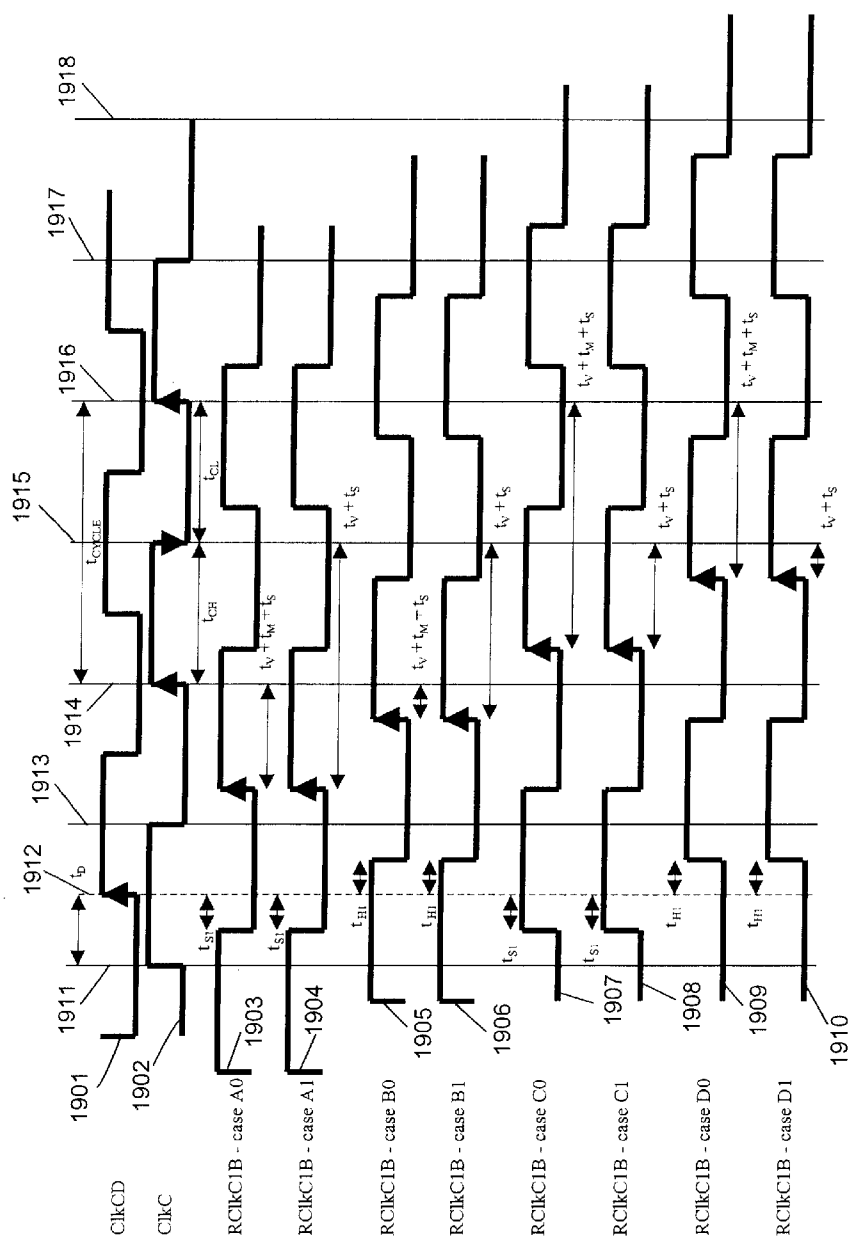 1911
1912
1913
1914
1915
1916
1917
1918
t_D
t_CYCLE
ClkCD
1901
ClkC
1902
t_CH
t_CL
RClkC1B - case A0
1903
t_S1
t_V + t_M + t_S
RClkC1B - case A1
1904
t_S1
t_V + t_S
RClkC1B - case B0
1905
t_H1
t_V + t_M + t_S
RClkC1B - case B1
1906
t_H1
t_V + t_S
RClkC1B - case C0
1907
t_S1
t_V + t_M + t_S
RClkC1B - case C1
1908
t_S1
t_V + t_S
RClkC1B - case D0
1909
t_H1
t_V + t_M + t_S
RClkC1B - case D1
1910
t_H1
t_V + t_S